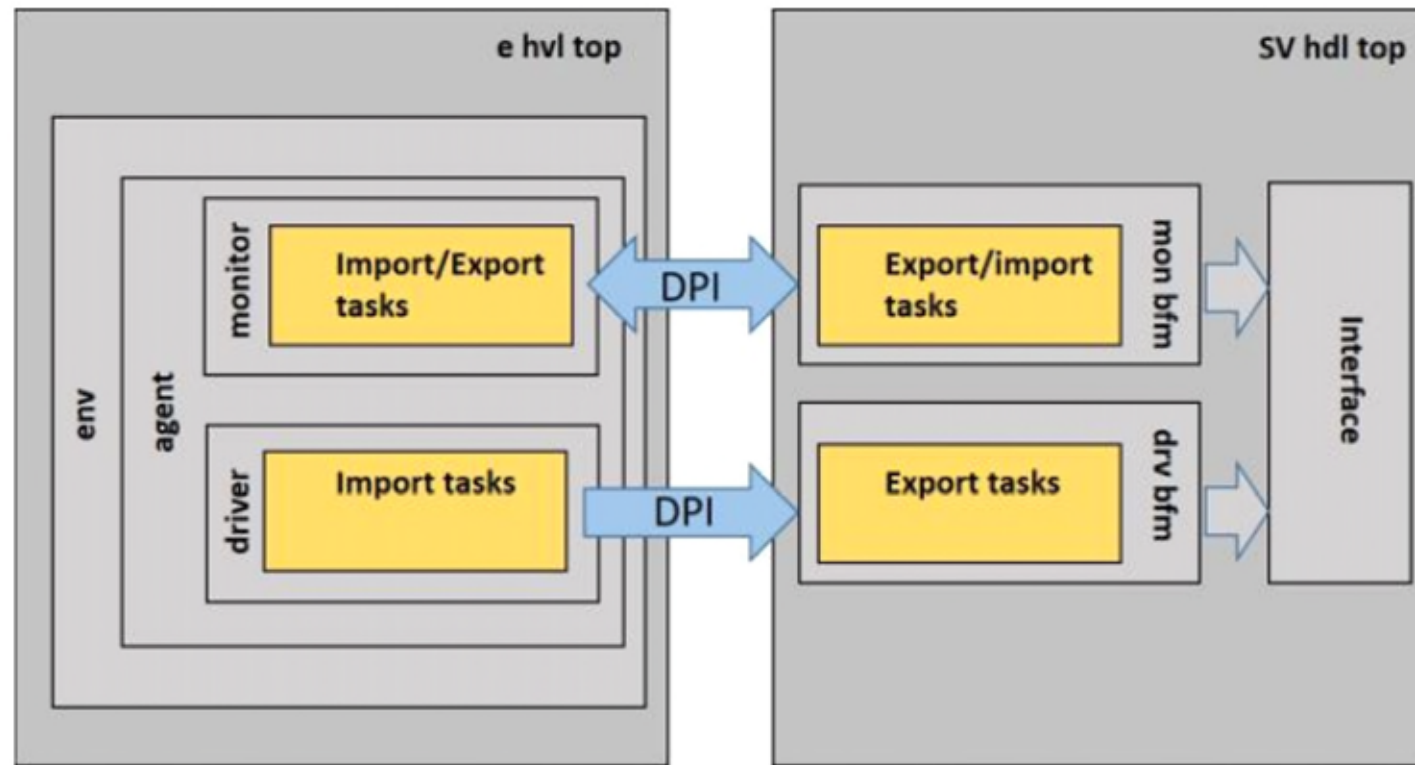 e hvl top
env
agent
monitor
Import/Export
tasks
driver
Import tasks
DPI
DPI
SV hdl top
Export/import
tasks
mon bfm
Export tasks
drv bfm
Interface